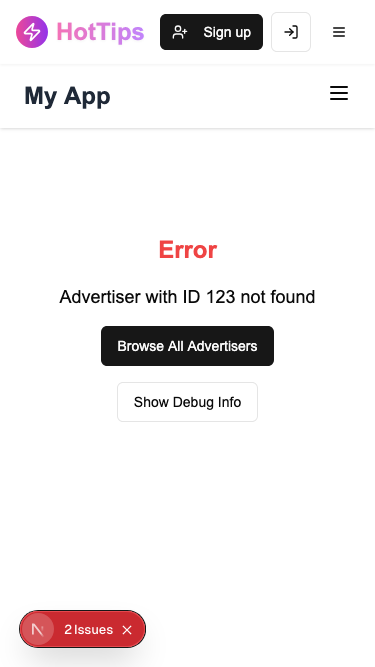 HotTips
Sign up
My App
Error
Advertiser with ID 123 not found
Browse All Advertisers
Show Debug Info
N 2 Issues